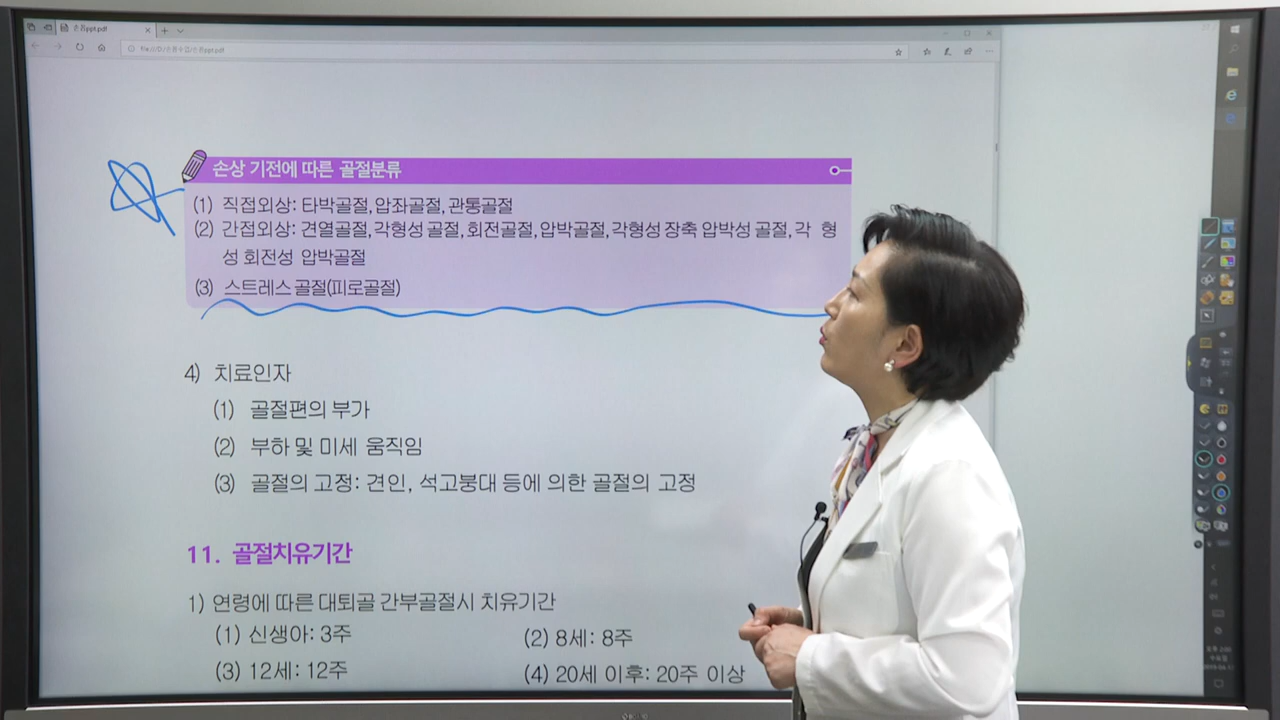 손경ppt.pdf
손상 기전에 따른 골절분류
(1) 직접외상: 타박골절, 압좌골절, 관통골절
(2) 간접외상: 견열골절, 각형성 골절, 회전골절, 압박골절, 각형성 장축 압박성 골절, 각 형
성 회전성 압박골절
(3) 스트레스 골절(피로골절)
4) 치료인자
(1) 골절편의 부가
(2) 부하 및 미세 움직임
(3) 골절의 고정: 견인, 석고붕대 등에 의한 골절의 고정
11. 골절치유기간
1) 연령에 따른 대퇴골 간부골절시 치유기간
(1) 신생아: 3주 (2) 8세: 8주
(3) 12세: 12주 (4) 20세 이후: 20주 이상